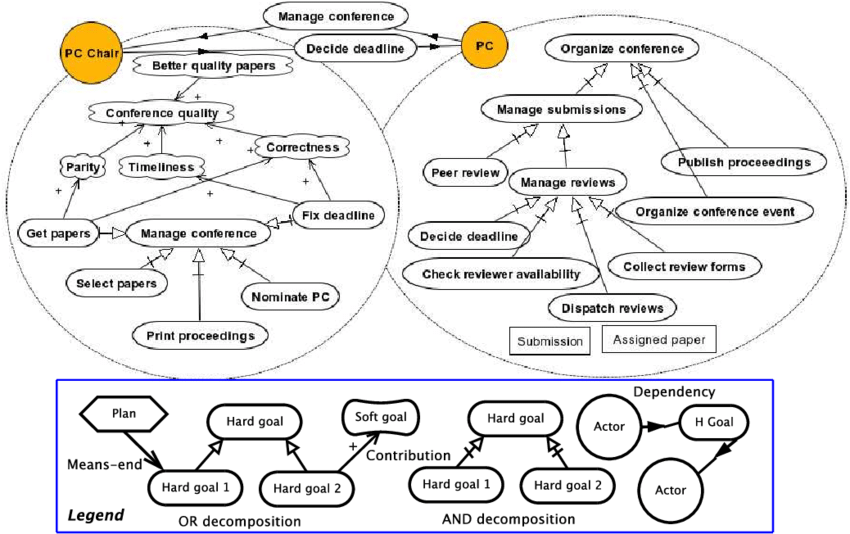 Manage conference
PC Chair
PC
Decide deadline
Organize conference
Better quality papers
+
Conference quality
Manage submissions
+
+
+
+
Correctness
Parity
Timeliness
Publish proceeedings
Peer review
+
+
+
Manage reviews
Get papers
Manage conference
Fix deadline
Organize conference event
Decide deadline
Check reviewer availability
Collect review forms
Select papers
Nominate PC
Dispatch reviews
Print proceedings
Submission
Assigned paper
Dependency
Plan
Hard goal
Soft goal
Hard goal
Actor
H Goal
+
Means-end
Contribution
Hard goal 1
Hard goal 2
Hard goal 1
Hard goal 2
Actor
Legend
OR decomposition
AND decomposition